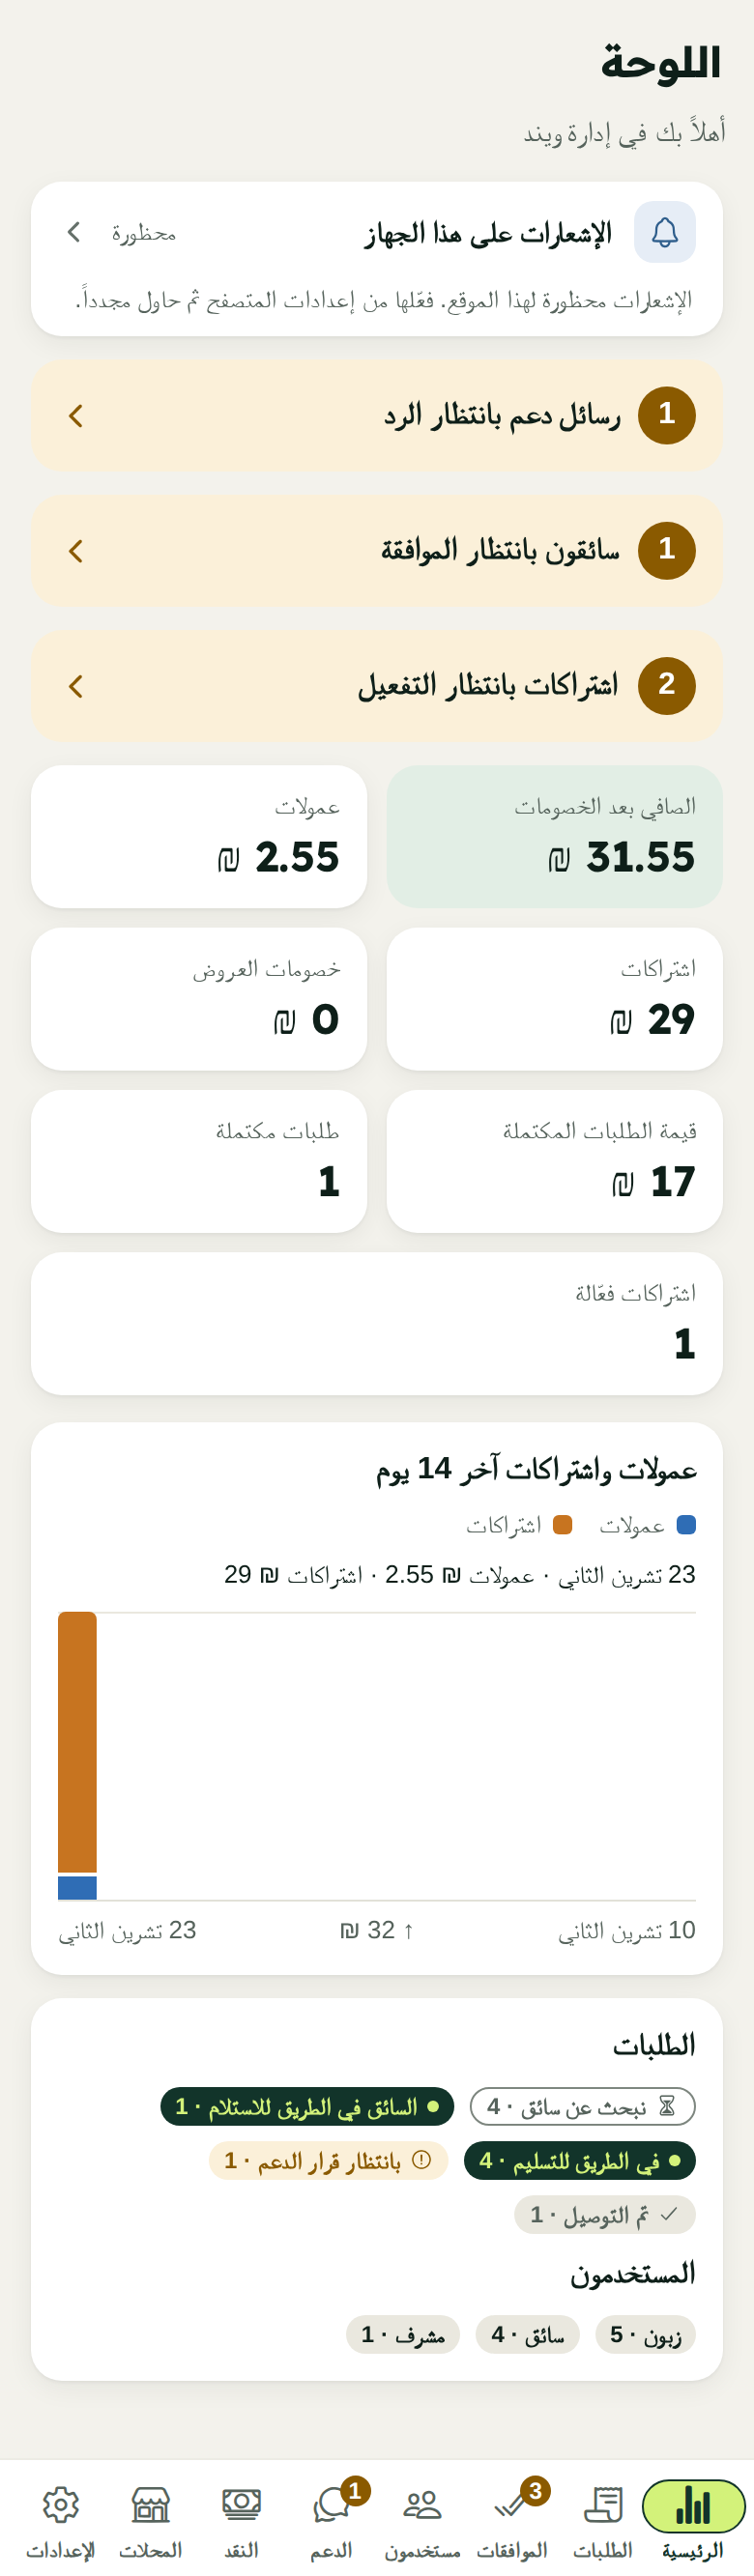 اللوحة
أهلاً بك في إدارة ويند
الإشعارات على هذا الجهاز
محظورة
الإشعارات محظورة لهذا الموقع. فعّلها من إعدادات المتصفح ثم حاول مجدداً.
1 رسائل دعم بانتظار الرد
1 سائقون بانتظار الموافقة
2 اشتراكات بانتظار التفعيل
الصافي بعد الخصومات
31.55 ₪
عمولات
2.55 ₪
اشتراكات
29 ₪
خصومات العروض
0 ₪
قيمة الطلبات المكتملة
17 ₪
طلبات مكتملة
1
اشتراكات فعّالة
1
عمولات واشتراكات آخر 14 يوم
عمولات
اشتراكات
23 تشرين الثاني · عمولات ₪ 2.55 · اشتراكات ₪ 29
10 تشرين الثاني
↑ 32 ₪
23 تشرين الثاني
الطلبات
نبحث عن سائق · 4
السائق في الطريق للاستلام · 1
في الطريق للتسليم · 4
بانتظار قرار الدعم · 1
تم التوصيل · 1
المستخدمون
زبون · 5
سائق · 4
مشرف · 1
الرئيسية
الطلبات
3
الموافقات
مستخدمون
1
الدعم
النقد
المحلات
الإعدادات